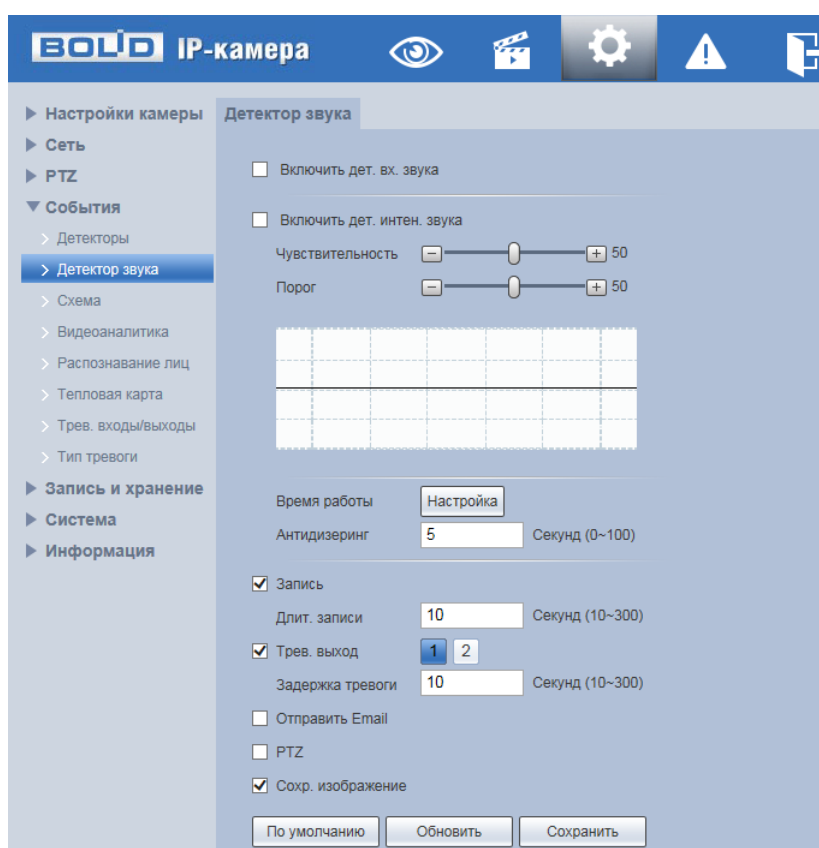 BOLID IP-камера
Настройки камеры
Сеть
PTZ
События
Детекторы
Детектор звука
Схема
Видеоаналитика
Распознавание лиц
Тепловая карта
Трев. входы/выходы
Тип тревоги
Запись и хранение
Система
Информация
Детектор звука
Включить дет. вх. звука
Включить дет. интен. звука
Чувствительность 50
Порог 50
Время работы Настройка
Антидизеринг 5 Секунд (0~100)
Запись
Длит. записи 10 Секунд (10~300)
Трев. выход 1 2
Задержка тревоги 10 Секунд (10~300)
Отправить Email
PTZ
Сохр. изображение
По умолчанию Обновить Сохранить